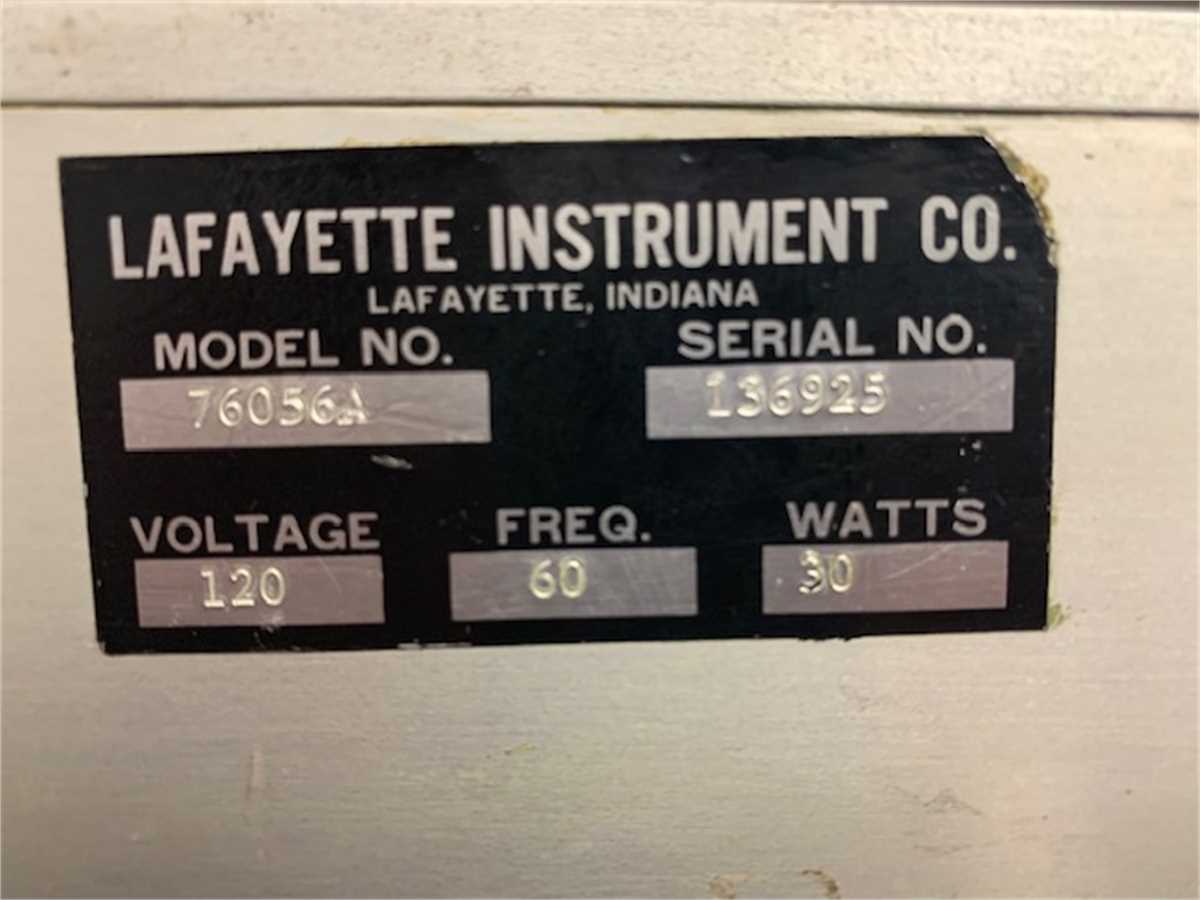 LAFAYETTE INSTRUMENT CO.
LAFAYETTE, INDIANA
MODEL NO. SERIAL NO.
76056A 136925
VOLTAGE FREQ. WATTS
120 60 30